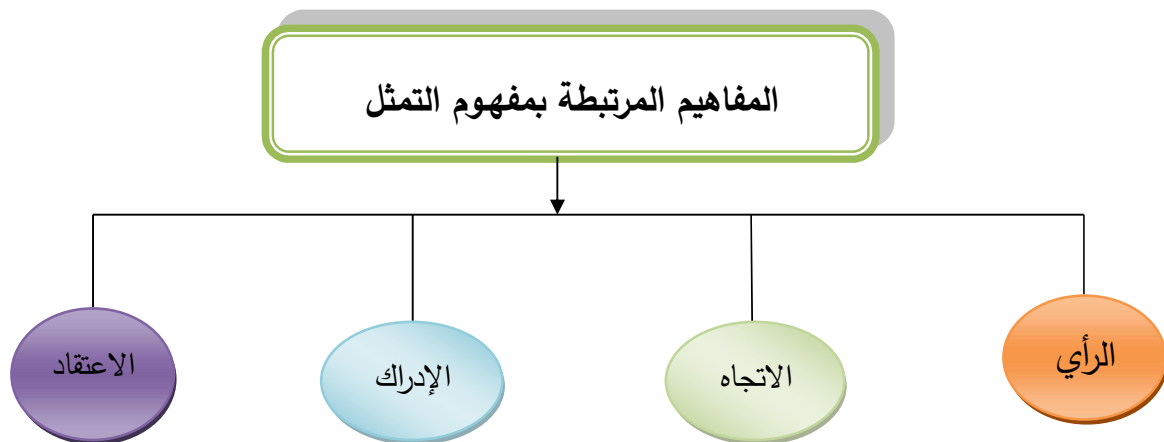 المفاهيم المرتبطة بمفهوم التمثل
الرأي
الاتجاه
الإدراك
الاعتقاد